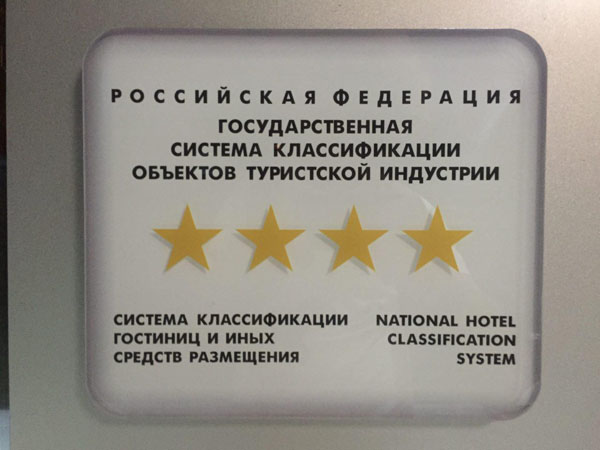 РОССИЙСКАЯ ФЕДЕРАЦИЯ
ГОСУДАРСТВЕННАЯ
СИСТЕМА КЛАССИФИКАЦИИ
ОБЪЕКТОВ ТУРИСТСКОЙ ИНДУСТРИИ
СИСТЕМА КЛАССИФИКАЦИИ
ГОСТИНИЦ И ИНЫХ
СРЕДСТВ РАЗМЕЩЕНИЯ
NATIONAL HOTEL
CLASSIFICATION
SYSTEM